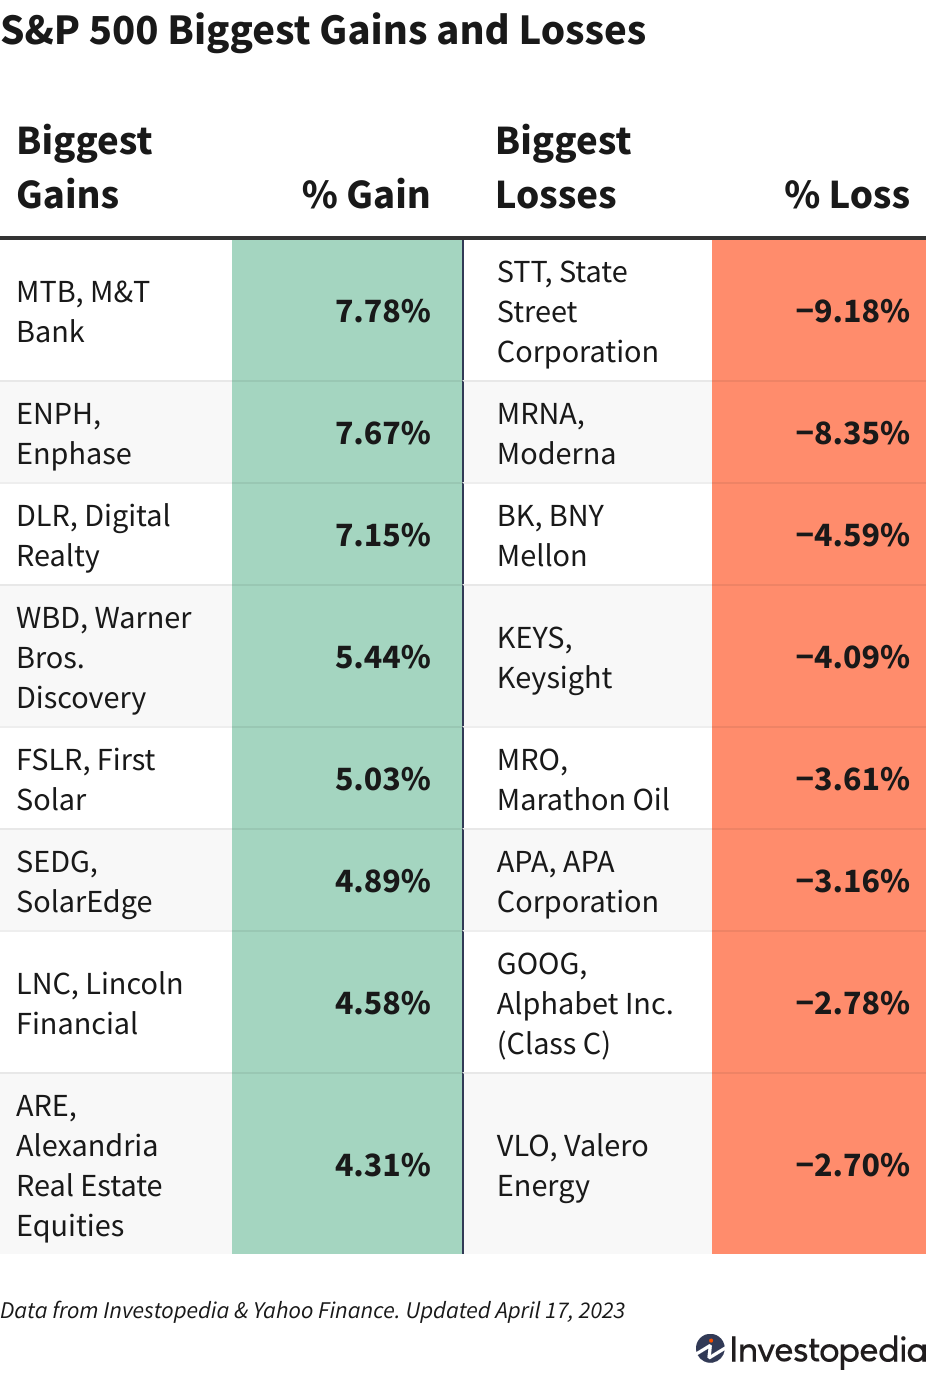 S&P 500 Biggest Gains and Losses
Biggest
Gains
% Gain
Biggest
Losses
% Loss
MTB, M&T
Bank
7.78%
STT, State
Street
Corporation
−9.18%
ENPH,
Enphase
7.67%
MRNA,
Moderna
−8.35%
DLR, Digital
Realty
7.15%
BK, BNY
Mellon
−4.59%
WBD, Warner
Bros.
Discovery
5.44%
KEYS,
Keysight
−4.09%
FSLR, First
Solar
5.03%
MRO,
Marathon Oil
−3.61%
SEDG,
SolarEdge
4.89%
APA, APA
Corporation
−3.16%
LNC, Lincoln
Financial
4.58%
GOOG,
Alphabet Inc.
(Class C)
−2.78%
ARE,
Alexandria
Real Estate
Equities
4.31%
VLO, Valero
Energy
−2.70%
Data from Investopedia & Yahoo Finance. Updated April 17, 2023
Investopedia